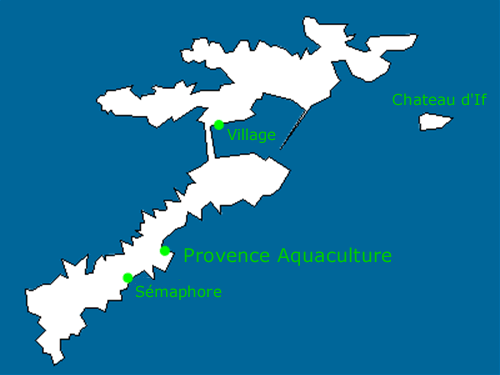 Chateau d'If
Village
Provence Aquaculture
Sémaphore